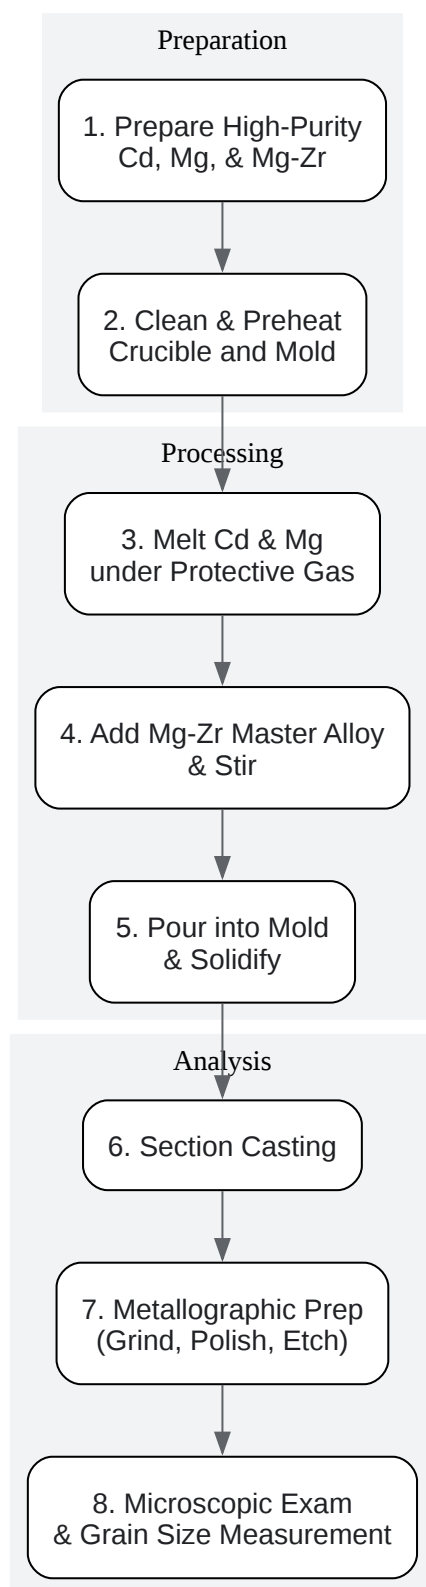 Preparation
1. Prepare High-Purity
Cd, Mg, & Mg-Zr
2. Clean & Preheat
Crucible and Mold
Processing
3. Melt Cd & Mg
under Protective Gas
4. Add Mg-Zr Master Alloy
& Stir
5. Pour into Mold
& Solidify
Analysis
6. Section Casting
7. Metallographic Prep
(Grind, Polish, Etch)
8. Microscopic Exam
& Grain Size Measurement